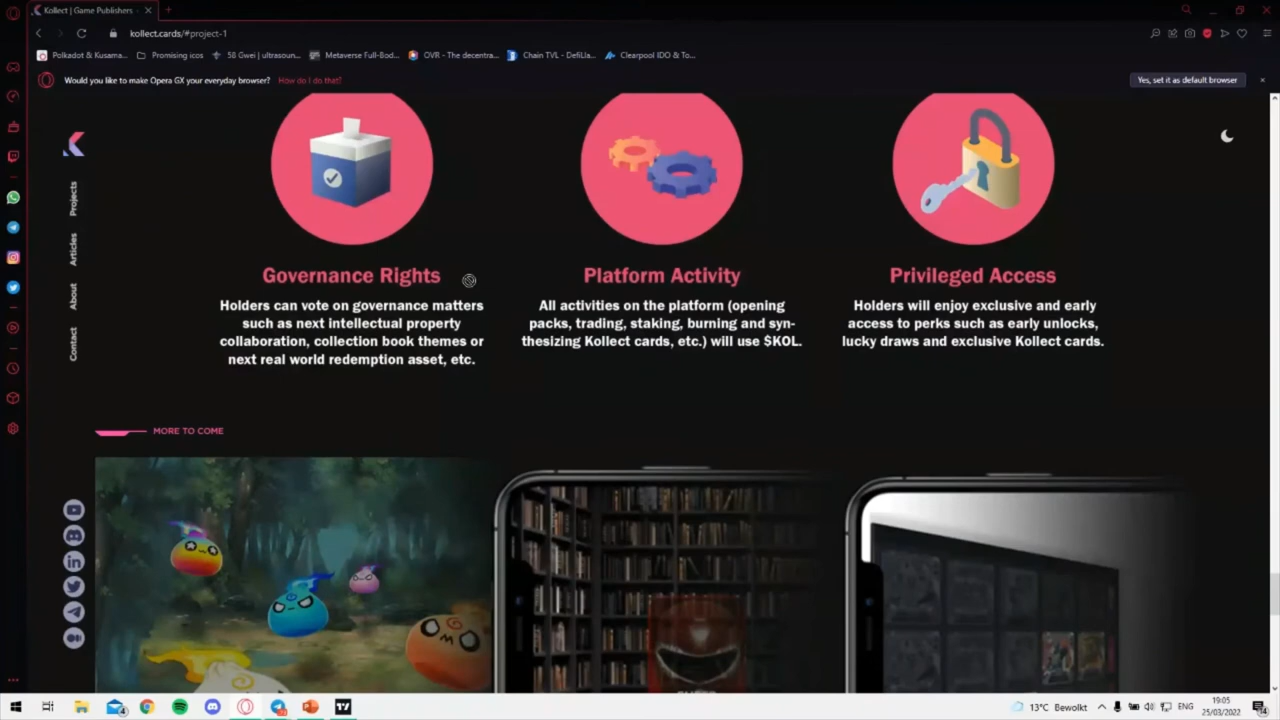 Kollect | Game Publishers
kollect.cards/#project-1
Polkadot & Kusama...
Promising icos
58 Gwei | ultrasoun...
Metaverse Full-Bod...
OVR - The decentra...
Chain TVL - DefiLla...
Clearpool IDO & To...
Would you like to make Opera GX your everyday browser?
How do I do that?
Yes, set it as default browser
Projects
Articles
About
Contact
Governance Rights
Holders can vote on governance matters
such as next intellectual property
collaboration, collection book themes or
next real world redemption asset, etc.
Platform Activity
All activities on the platform (opening
packs, trading, staking, burning and syn-
thesizing Kollect cards, etc.) will use $KOL.
Privileged Access
Holders will enjoy exclusive and early
access to perks such as early unlocks,
lucky draws and exclusive Kollect cards.
MORE TO COME
13°C Bewolkt
ENG
19:05
25/03/2022